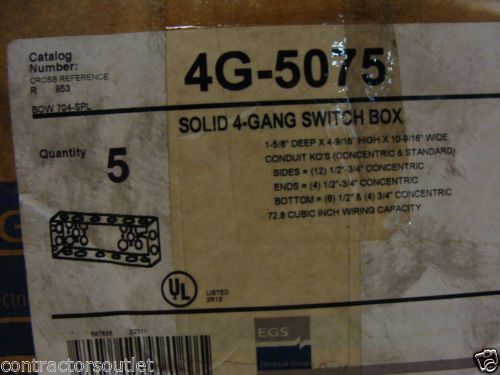 Catalog
Number:
4G-5075
CROSS REFERENCE
R 953
BOW 704-SPL
SOLID 4-GANG SWITCH BOX
1-5/8" DEEP X 4-9/16" HIGH X 10-9/16" WIDE
CONDUIT KO'S (CONCENTRIC & STANDARD)
SIDES = (12) 1/2"-3/4" CONCENTRIC
ENDS = (4) 1/2"-3/4" CONCENTRIC
BOTTOM = (6) 1/2" & (4) 3/4" CONCENTRIC
72.8 CUBIC INCH WIRING CAPACITY
Quantity
5
UL
LISTED
2R13
EGS
Electrical Group
contractorsoutlet